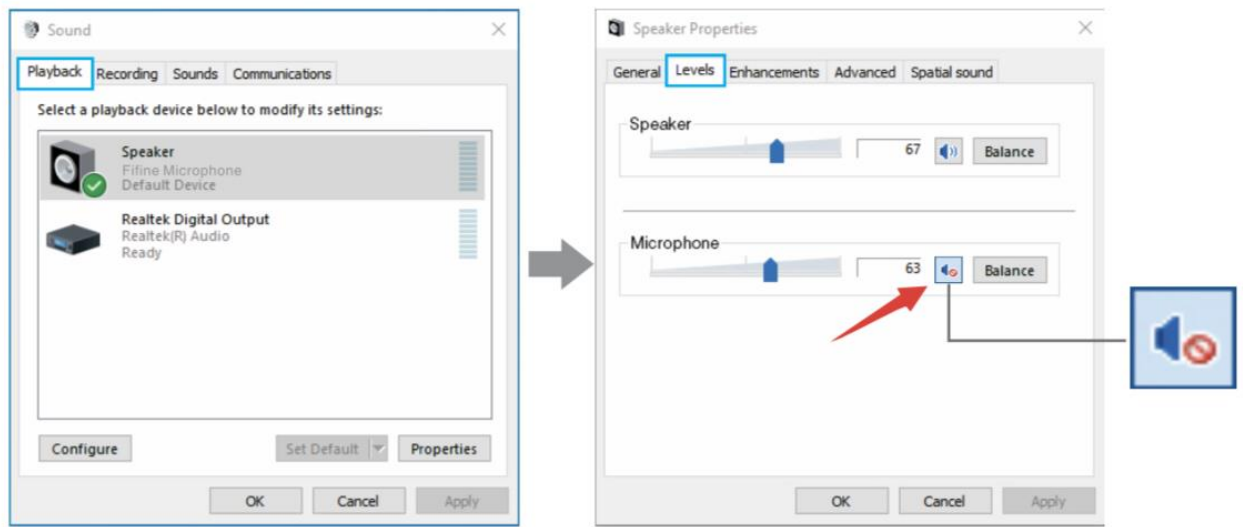 Sound
Playback Recording Sounds Communications
Select a playback device below to modify its settings:
Speaker
Fifine Microphone
Default Device
Realtek Digital Output
Realtek(R) Audio
Ready
Configure Set Default Properties
OK Cancel Apply
Speaker Properties
General Levels Enhancements Advanced Spatial sound
Speaker
67 Balance
Microphone
63 Balance
OK Cancel Apply